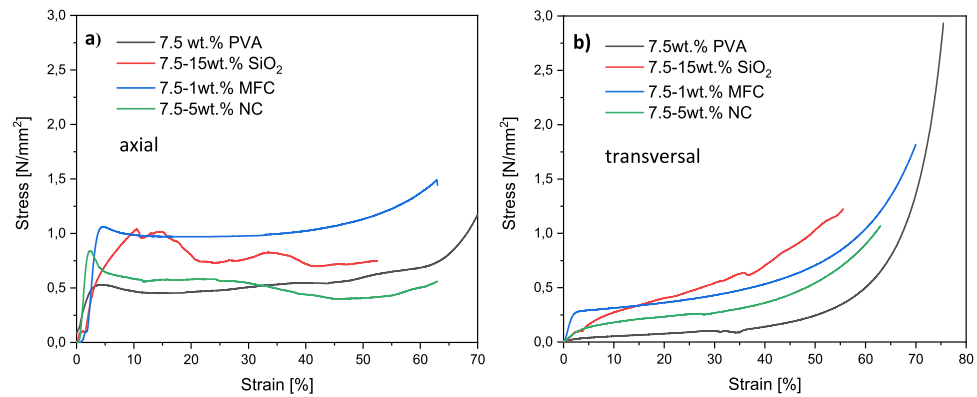 a)
7.5 wt.% PVA
7.5-15wt.% SiO₂
7.5-1wt.% MFC
7.5-5wt.% NC
axial
Stress [N/mm²]
3,0
2,5
2,0
1,5
1,0
0,5
0,0
0 10 20 30 40 50 60 70
Strain [%]
b)
7.5wt.% PVA
7.5-15wt.% SiO₂
7.5-1wt.% MFC
7.5-5wt.% NC
transversal
Stress [N/mm²]
3,0
2,5
2,0
1,5
1,0
0,5
0,0
0 10 20 30 40 50 60 70 80
Strain [%]